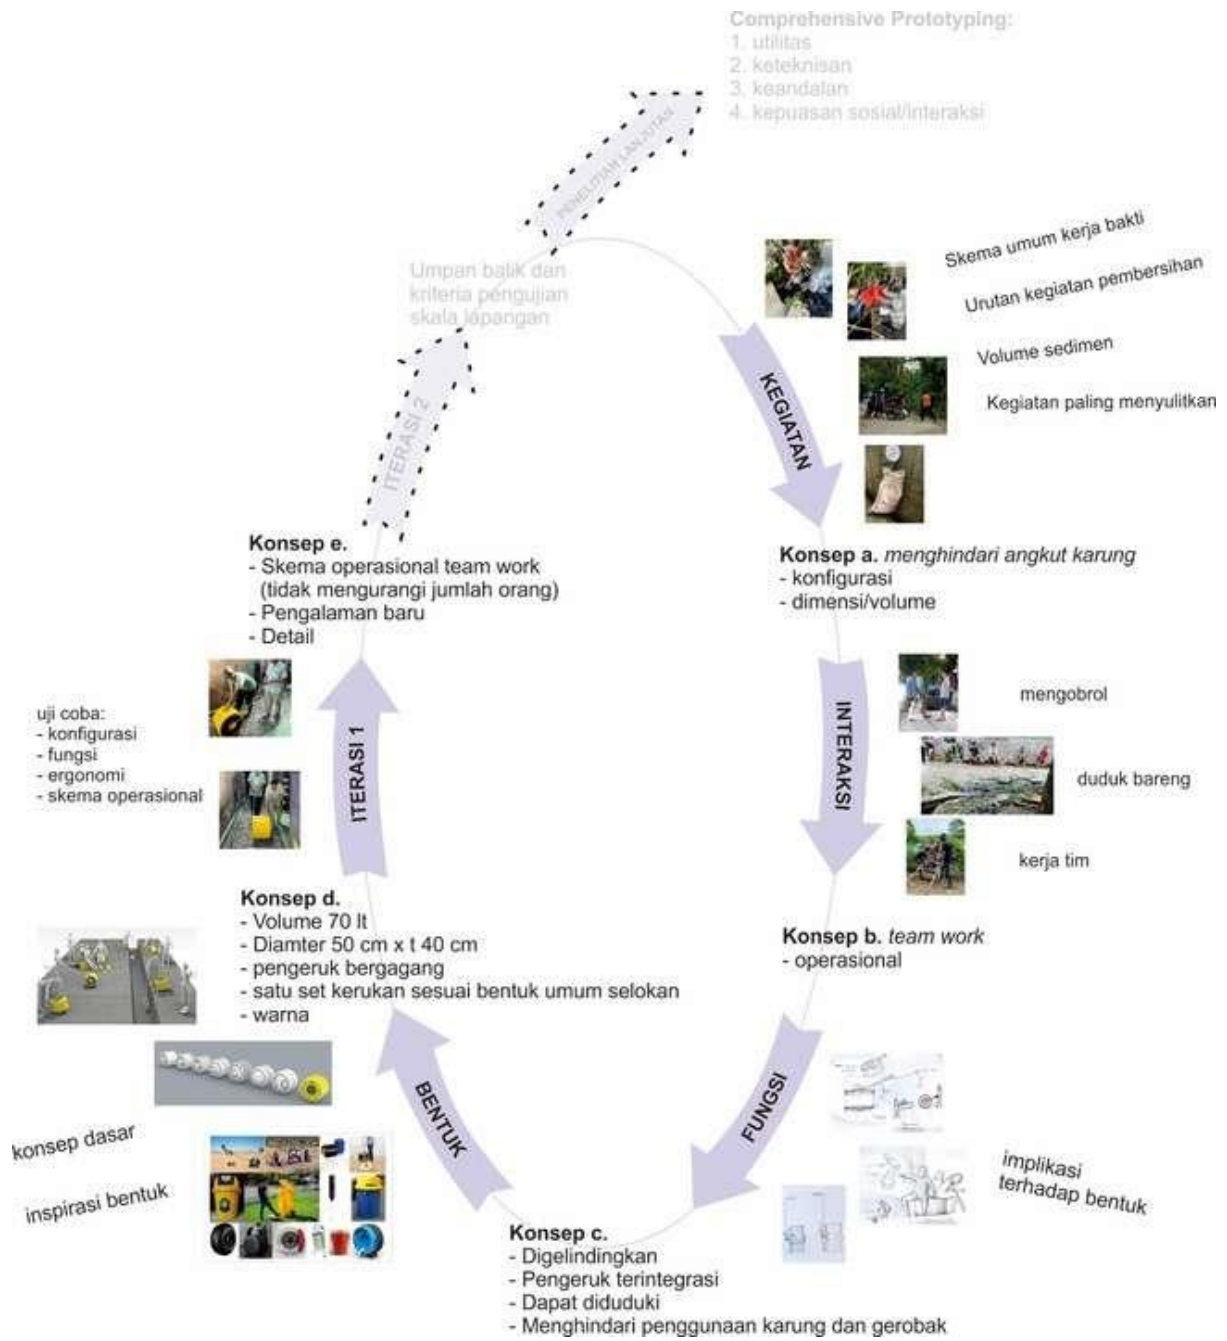 Comprehensive Prototyping:
1. utilitas
2. keteknisan
3. keandalan
4. kepuasan sosial/interaksi
PENELITIAN LANJUTAN
Umpan balik dan
kriteria pengujian
skala lapangan
Skema umum kerja bakti
Urutan kegiatan pembersihan
Volume sedimen
Kegiatan paling menyulitkan
KEGIATAN
Konsep a. menghindari angkut karung
- konfigurasi
- dimensi/volume
INTERAKSI
mengobrol
duduk bareng
kerja tim
Konsep b. team work
- operasional
FUNGSI
implikasi
terhadap bentuk
Konsep c.
- Digelindingkan
- Pengeruk terintegrasi
- Dapat diduduki
- Menghindari penggunaan karung dan gerobak
BENTUK
konsep dasar
inspirasi bentuk
Konsep d.
- Volume 70 lt
- Diamter 50 cm x t 40 cm
- pengeruk bergagang
- satu set kerukan sesuai bentuk umum selokan
- warna
ITERASI 1
uji coba:
- konfigurasi
- fungsi
- ergonomi
- skema operasional
Konsep e.
- Skema operasional team work
(tidak mengurangi jumlah orang)
- Pengalaman baru
- Detail
ITERASI 2